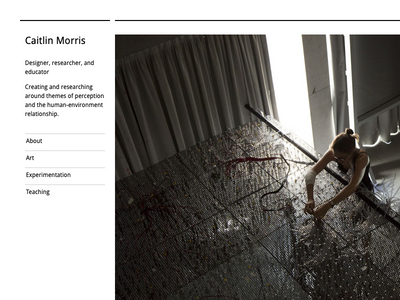 Caitlin Morris
Designer, researcher, and
educator
Creating and researching
around themes of perception
and the human-environment
relationship.
About
Art
Experimentation
Teaching